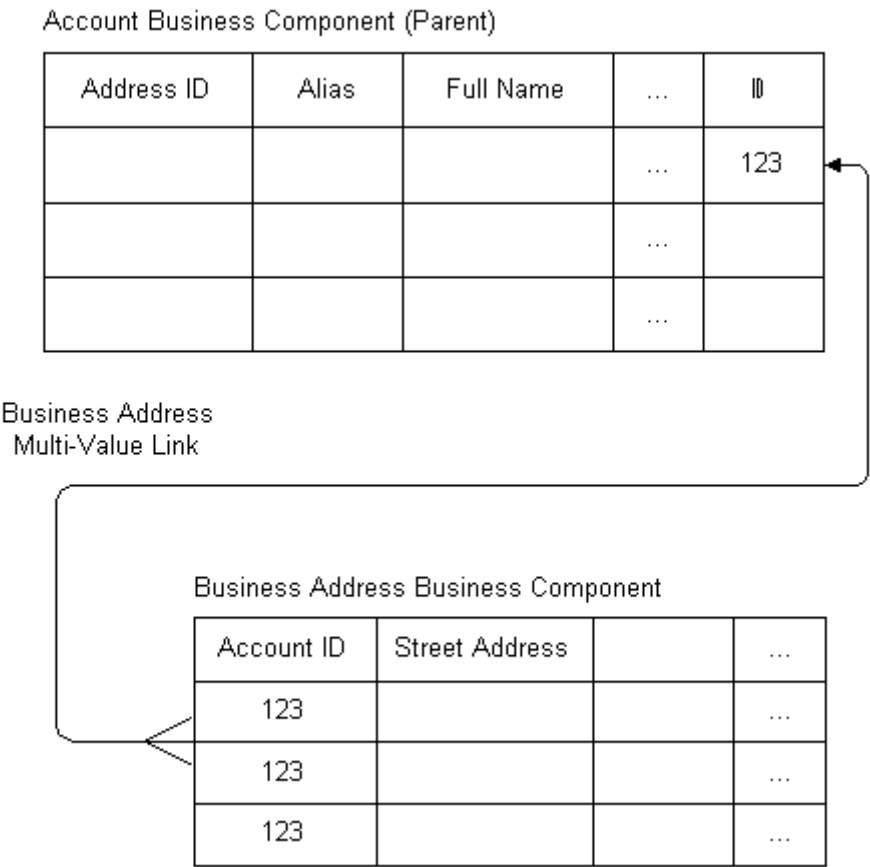 Account Business Component (Parent)
Address ID Alias Full Name ... ID
... 123
...
...
Business Address
Multi-Value Link
Business Address Business Component
Account ID Street Address ...
123 ...
123 ...
123 ...